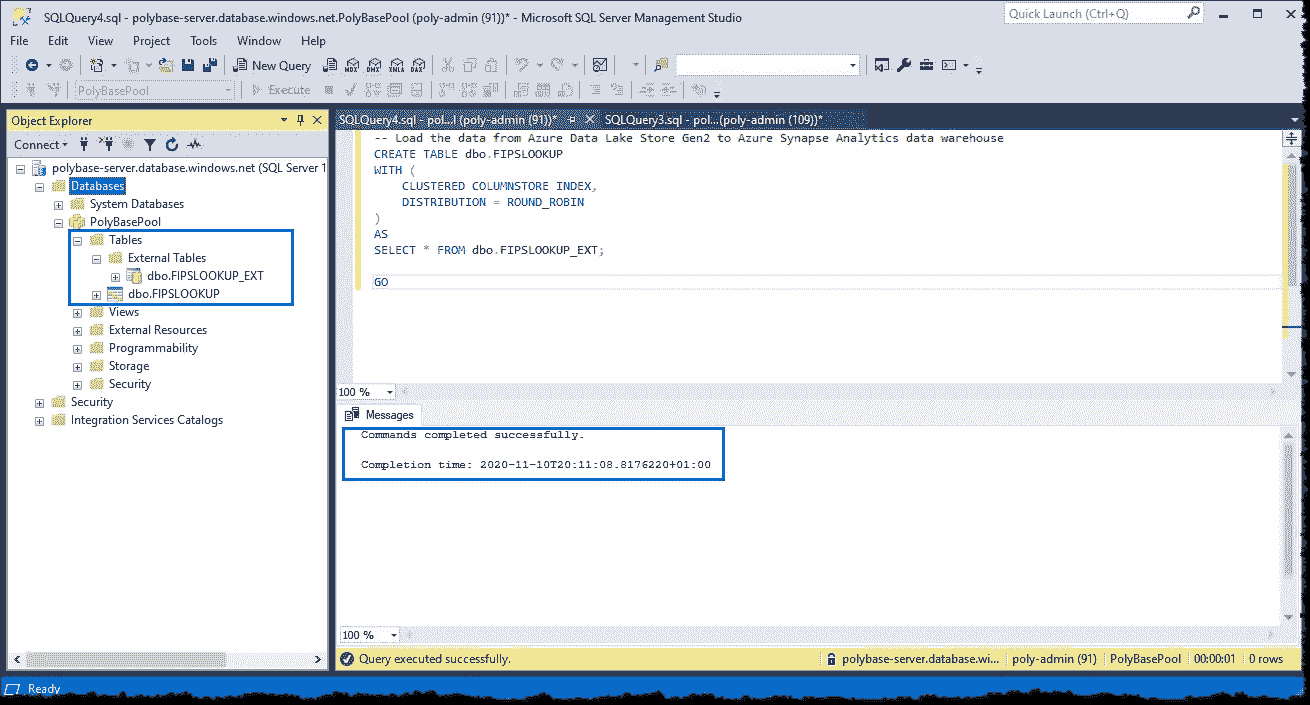 SQLQuery4.sql - polybase-server.database.windows.net.PolyBasePool (poly-admin (91))* - Microsoft SQL Server Management Studio
Quick Launch (Ctrl+Q)
File Edit View Project Tools Window Help
New Query
MDX DMX XMLA DAX
PolyBasePool
Execute
Object Explorer
Connect
polybase-server.database.windows.net (SQL Server 1
Databases
System Databases
PolyBasePool
Tables
External Tables
dbo.FIPSLOOKUP_EXT
dbo.FIPSLOOKUP
Views
External Resources
Programmability
Storage
Security
Security
Integration Services Catalogs
SQLQuery4.sql - pol...l (poly-admin (91))*
SQLQuery3.sql - pol...(poly-admin (109))*
-- Load the data from Azure Data Lake Store Gen2 to Azure Synapse Analytics data warehouse
CREATE TABLE dbo.FIPSLOOKUP
WITH (
CLUSTERED COLUMNSTORE INDEX,
DISTRIBUTION = ROUND_ROBIN
)
AS
SELECT * FROM dbo.FIPSLOOKUP_EXT;
GO
100 %
Messages
Commands completed successfully.
Completion time: 2020-11-10T20:11:08.8176220+01:00
100 %
Query executed successfully.
polybase-server.database.wi... poly-admin (91) PolyBasePool 00:00:01 0 rows
Ready